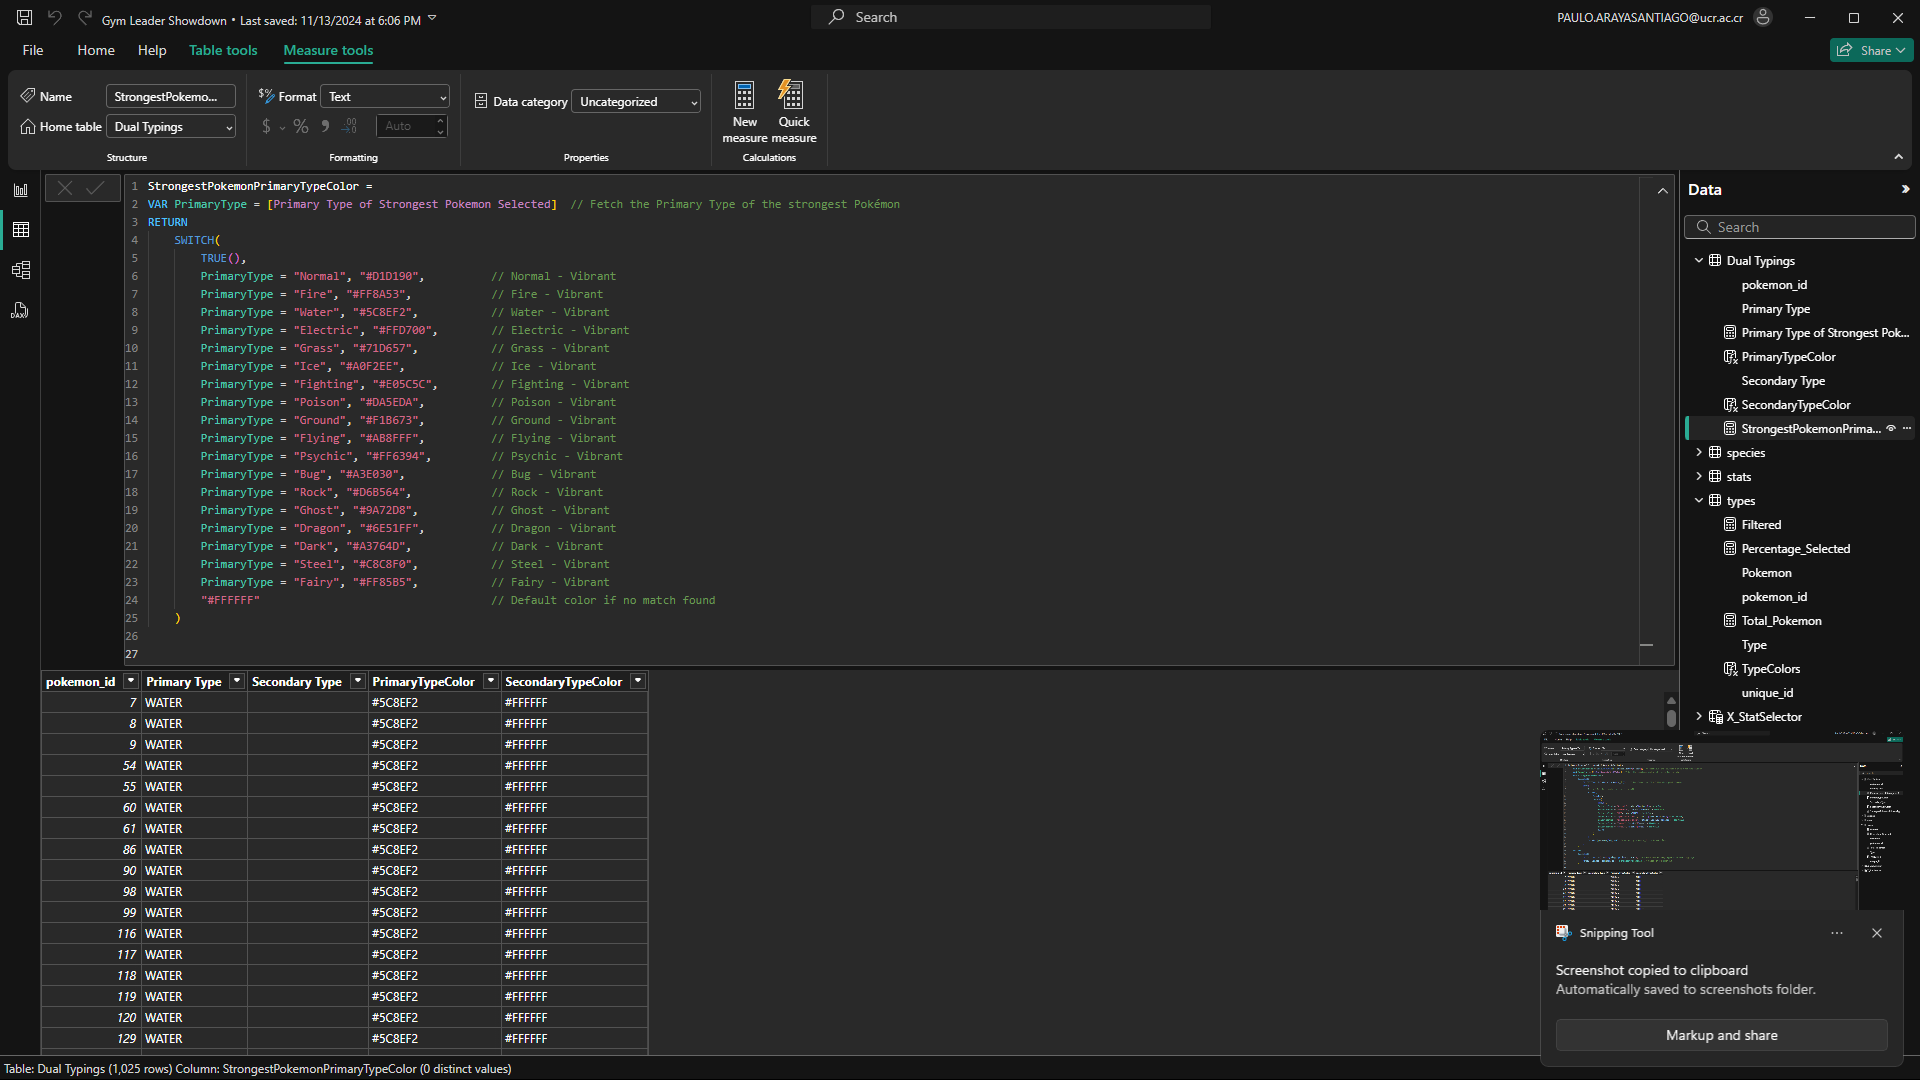 Gym Leader Showdown • Last saved: 11/13/2024 at 6:06 PM
Search
PAULO.ARAYASANTIAGO@ucr.ac.cr
File
Home
Help
Table tools
Measure tools
Share
Name
StrongestPokemo...
Home table
Dual Typings
Structure
Format
Text
$
%
Auto
Formatting
Data category
Uncategorized
Properties
New measure
Quick measure
Calculations
1 StrongestPokemonPrimaryTypeColor =
2 VAR PrimaryType = [Primary Type of Strongest Pokemon Selected] // Fetch the Primary Type of the strongest Pokémon
3 RETURN
4 SWITCH(
5 TRUE(),
6 PrimaryType = "Normal", "#D1D190", // Normal - Vibrant
7 PrimaryType = "Fire", "#FF8A53", // Fire - Vibrant
8 PrimaryType = "Water", "#5C8EF2", // Water - Vibrant
9 PrimaryType = "Electric", "#FFD700", // Electric - Vibrant
10 PrimaryType = "Grass", "#71D657", // Grass - Vibrant
11 PrimaryType = "Ice", "#A0F2EE", // Ice - Vibrant
12 PrimaryType = "Fighting", "#E05C5C", // Fighting - Vibrant
13 PrimaryType = "Poison", "#DA5EDA", // Poison - Vibrant
14 PrimaryType = "Ground", "#F1B673", // Ground - Vibrant
15 PrimaryType = "Flying", "#AB8FFF", // Flying - Vibrant
16 PrimaryType = "Psychic", "#FF6394", // Psychic - Vibrant
17 PrimaryType = "Bug", "#A3E030", // Bug - Vibrant
18 PrimaryType = "Rock", "#D6B564", // Rock - Vibrant
19 PrimaryType = "Ghost", "#9A72D8", // Ghost - Vibrant
20 PrimaryType = "Dragon", "#6E51FF", // Dragon - Vibrant
21 PrimaryType = "Dark", "#A3764D", // Dark - Vibrant
22 PrimaryType = "Steel", "#C8C8F0", // Steel - Vibrant
23 PrimaryType = "Fairy", "#FF85B5", // Fairy - Vibrant
24 "#FFFFFF" // Default color if no match found
25 )
26
27
pokemon_id Primary Type Secondary Type PrimaryTypeColor SecondaryTypeColor
7 WATER #5C8EF2 #FFFFFF
8 WATER #5C8EF2 #FFFFFF
9 WATER #5C8EF2 #FFFFFF
54 WATER #5C8EF2 #FFFFFF
55 WATER #5C8EF2 #FFFFFF
60 WATER #5C8EF2 #FFFFFF
61 WATER #5C8EF2 #FFFFFF
86 WATER #5C8EF2 #FFFFFF
90 WATER #5C8EF2 #FFFFFF
98 WATER #5C8EF2 #FFFFFF
99 WATER #5C8EF2 #FFFFFF
116 WATER #5C8EF2 #FFFFFF
117 WATER #5C8EF2 #FFFFFF
118 WATER #5C8EF2 #FFFFFF
119 WATER #5C8EF2 #FFFFFF
120 WATER #5C8EF2 #FFFFFF
129 WATER #5C8EF2 #FFFFFF
Data
Search
Dual Typings
pokemon_id
Primary Type
Primary Type of Strongest Pok...
PrimaryTypeColor
Secondary Type
SecondaryTypeColor
StrongestPokemonPrima...
species
stats
types
Filtered
Percentage_Selected
Pokemon
pokemon_id
Total_Pokemon
Type
TypeColors
unique_id
X_StatSelector
Snipping Tool
Screenshot copied to clipboard
Automatically saved to screenshots folder.
Markup and share
Table: Dual Typings (1,025 rows) Column: StrongestPokemonPrimaryTypeColor (0 distinct values)